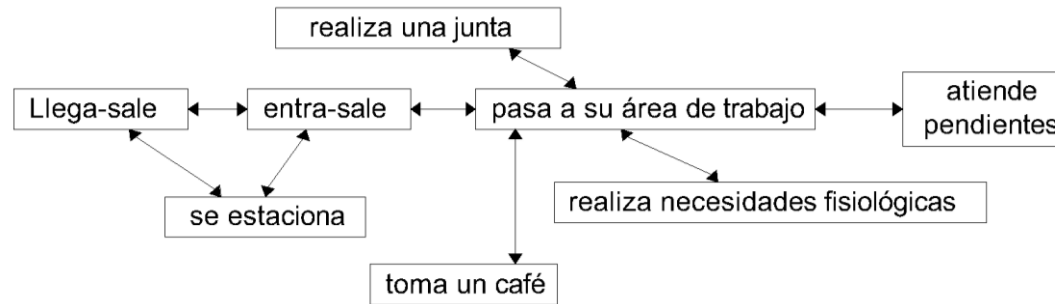 realiza una junta
Llega-sale
entra-sale
pasa a su área de trabajo
atiende
pendientes
se estaciona
realiza necesidades fisiológicas
toma un café